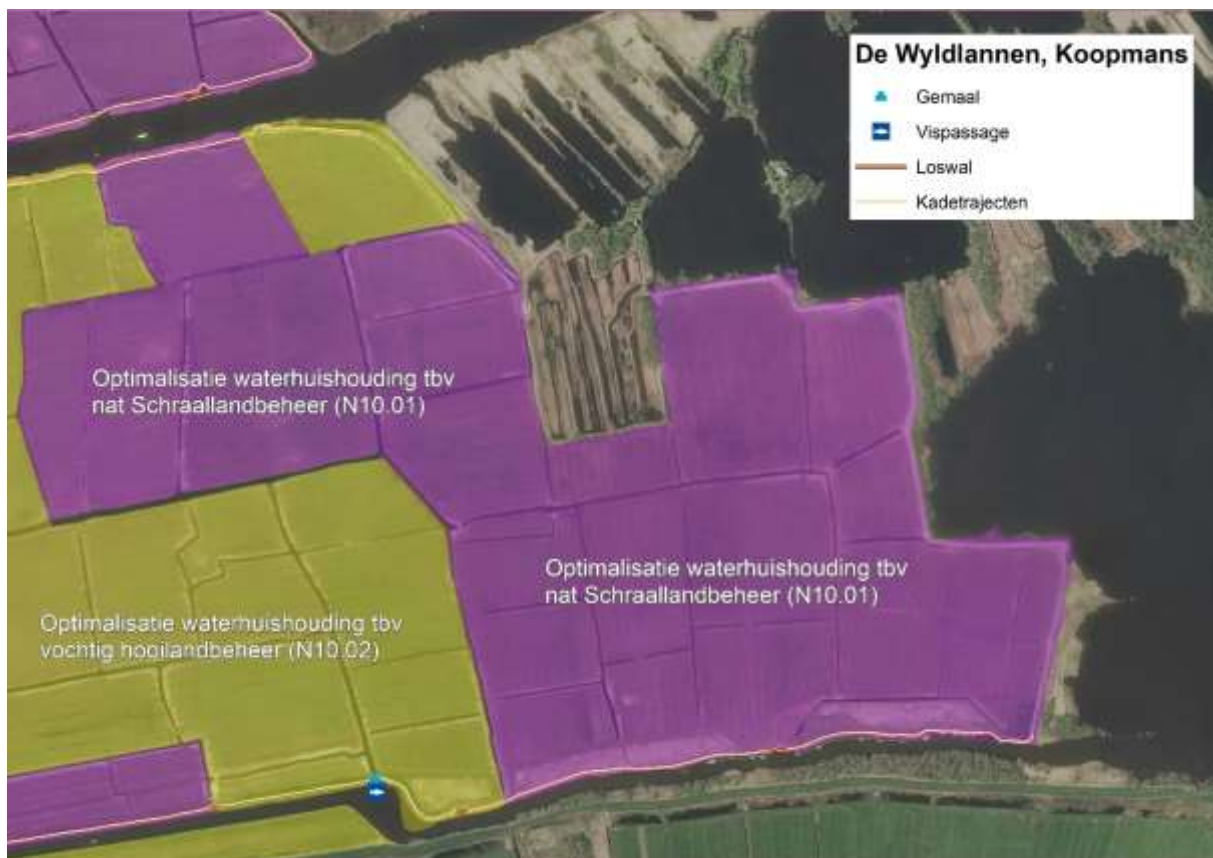 De Wyldlannen, Koopmans
Gemaal
Vispassage
Loswal
Kadetrajecten
Optimalisatie waterhuishouding tbv
nat Schraallandbeheer (N10.01)
Optimalisatie waterhuishouding tbv
nat Schraallandbeheer (N10.01)
Optimalisatie waterhuishouding tbv
vochtig hooilandbeheer (N10.02)